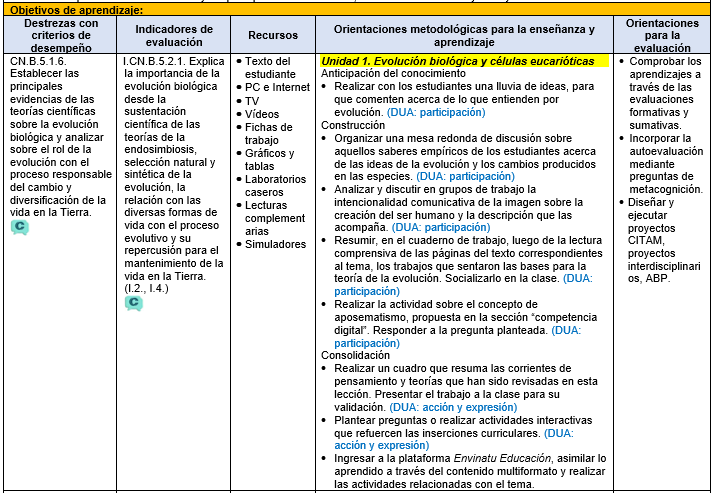 Objetivos de aprendizaje:
Destrezas con
criterios de
desempeño
Indicadores de
evaluación
Recursos
Orientaciones metodológicas para la enseñanza y
aprendizaje
Orientaciones
para la
evaluación
CN.B.5.1.6.
Establecer las
principales
evidencias de las
teorías científicas
sobre la evolución
biológica y analizar
sobre el rol de la
evolución con el
proceso responsable
del cambio y
diversificación de la
vida en la Tierra.
C
I.CN.B.5.2.1. Explica
la importancia de la
evolución biológica
desde la
sustentación
científica de las
teorías de la
endosimbiosis,
selección natural y
sintética de la
evolución, la
relación con las
diversas formas de
vida con el proceso
evolutivo y su
repercusión para el
mantenimiento de la
vida en la Tierra.
(I.2., I.4.)
C
• Texto del
estudiante
• PC e Internet
• TV
• Vídeos
• Fichas de
trabajo
• Gráficos y
tablas
• Laboratorios
caseros
• Lecturas
complement
arias
• Simuladores
Unidad 1. Evolución biológica y células eucarióticas
Anticipación del conocimiento
• Realizar con los estudiantes una lluvia de ideas, para
que comenten acerca de lo que entienden por
evolución. (DUA: participación)
Construcción
• Organizar una mesa redonda de discusión sobre
aquellos saberes empíricos de los estudiantes acerca
de las ideas de la evolución y los cambios producidos
en las especies. (DUA: participación)
• Analizar y discutir en grupos de trabajo la
intencionalidad comunicativa de la imagen sobre la
creación del ser humano y la descripción que las
acompaña. (DUA: participación)
• Resumir, en el cuaderno de trabajo, luego de la lectura
comprensiva de las páginas del texto correspondientes
al tema, los trabajos que sentaron las bases para la
teoría de la evolución. Socializarlo en la clase. (DUA:
participación)
• Realizar la actividad sobre el concepto de
aposematismo, propuesta en la sección “competencia
digital”. Responder a la pregunta planteada. (DUA:
participación)
Consolidación
• Realizar un cuadro que resuma las corrientes de
pensamiento y teorías que han sido revisadas en esta
lección. Presentar el trabajo a la clase para su
validación. (DUA: acción y expresión)
• Plantear preguntas o realizar actividades interactivas
que refuercen las inserciones curriculares. (DUA:
acción y expresión)
• Ingresar a la plataforma Envinatu Educación, asimilar lo
aprendido a través del contenido multiformato y realizar
las actividades relacionadas con el tema.
• Comprobar los
aprendizajes a
través de las
evaluaciones
formativas y
sumativas.
• Incorporar la
autoevaluación
mediante
preguntas de
metacognición.
• Diseñar y
ejecutar
proyectos
CITAM,
proyectos
interdisciplinari
os, ABP.